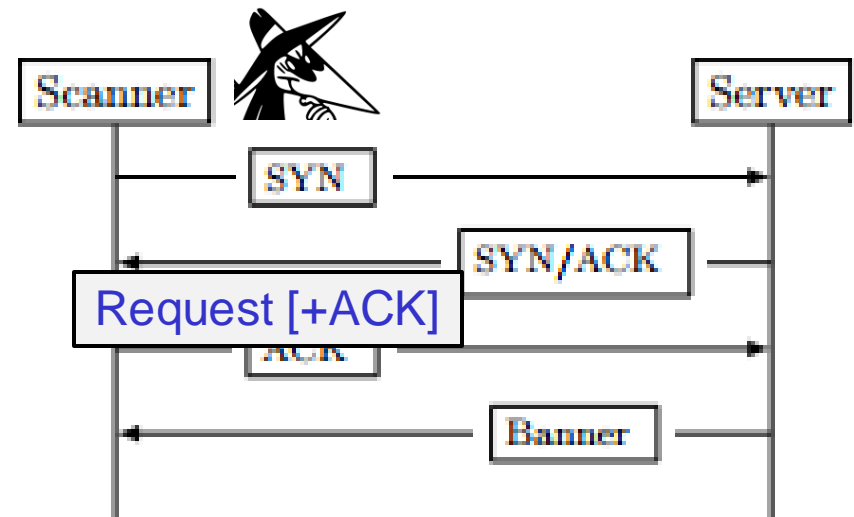 Scanner
Server
SYN
SYN/ACK
Request [+ACK]
ACK
Banner